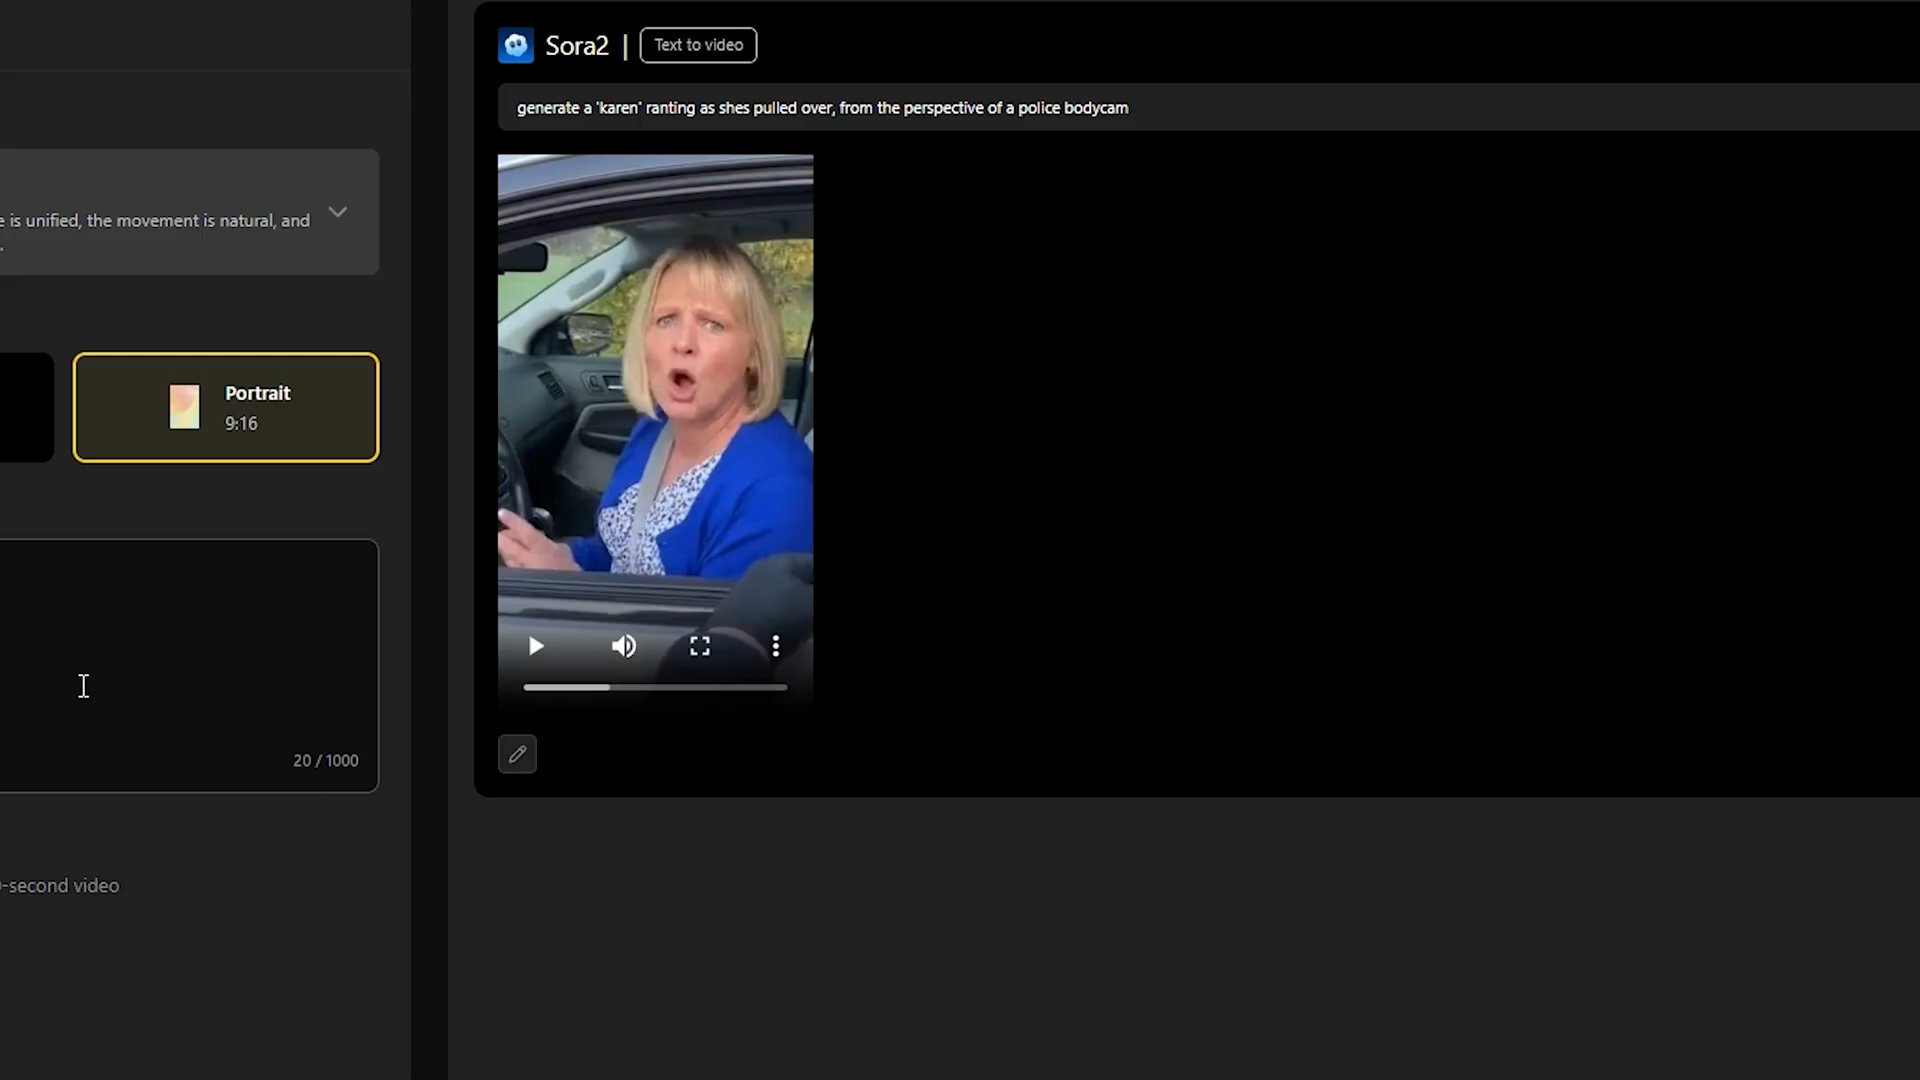 Sora2 | Text to video
generate a 'karen' ranting as shes pulled over, from the perspective of a police bodycam
e is unified, the movement is natural, and
.
Portrait
9:16
20 / 1000
-second video